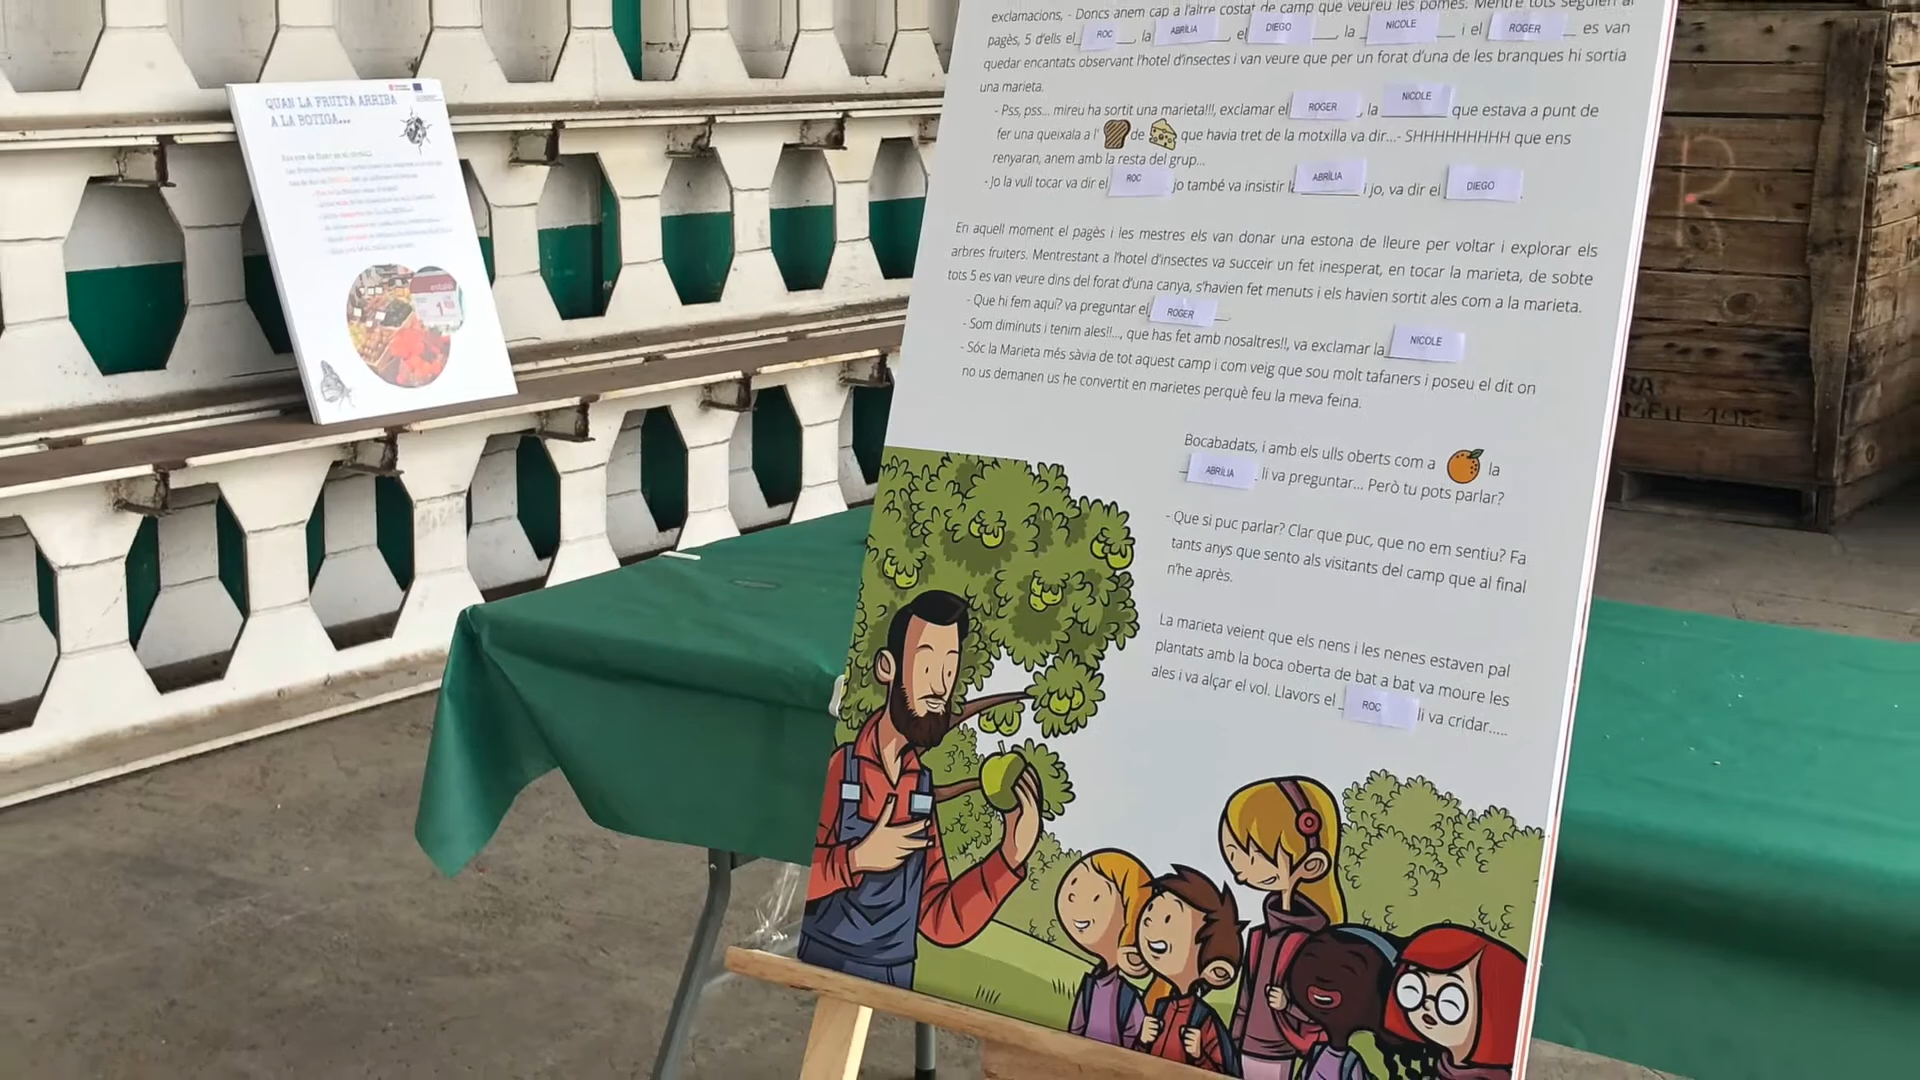 QUAN LA FRUITA ARRIBA
A LA BOTIGA...
exclamacions, - Doncs anem cap a l'altre costat de camp que veureu les pomes. Mentre tots seguien al
pagès, 5 d'ells el ROC, la ABRÍLIA, el DIEGO, la NICOLE i el ROGER es van
quedar encantats observant l'hotel d'insectes i van veure que per un forat d'una de les branques hi sortia
una marieta.
- Pss, pss... mireu ha sortit una marieta!!!, exclamar el ROGER, la NICOLE que estava a punt de
fer una queixala a l' de que havia tret de la motxilla va dir...- SHHHHHHHHH que ens
renyaran, anem amb la resta del grup...
- Jo la vull tocar va dir el ROC jo també va insistir la ABRÍLIA i jo, va dir el DIEGO.
En aquell moment el pagès i les mestres els van donar una estona de lleure per voltar i explorar els
arbres fruiters. Mentrestant a l'hotel d'insectes va succeir un fet inesperat, en tocar la marieta, de sobte
tots 5 es van veure dins del forat d'una canya, s'havien fet menuts i els havien sortit ales com a la marieta.
- Que hi fem aquí? va preguntar el ROGER
- Som diminuts i tenim ales!!..., que has fet amb nosaltres!!, va exclamar la NICOLE
- Sóc la Marieta més sàvia de tot aquest camp i com veig que sou molt tafaners i poseu el dit on
no us demanen us he convertit en marietes perquè feu la meva feina.
Bocabadats, i amb els ulls oberts com a la
ABRÍLIA. li va preguntar... Però tu pots parlar?
- Que si puc parlar? Clar que puc, que no em sentiu? Fa
tants anys que sento als visitants del camp que al final
n'he après.
La marieta veient que els nens i les nenes estaven pal
plantats amb la boca oberta de bat a bat va moure les
ales i va alçar el vol. Llavors el ROC li va cridar.....